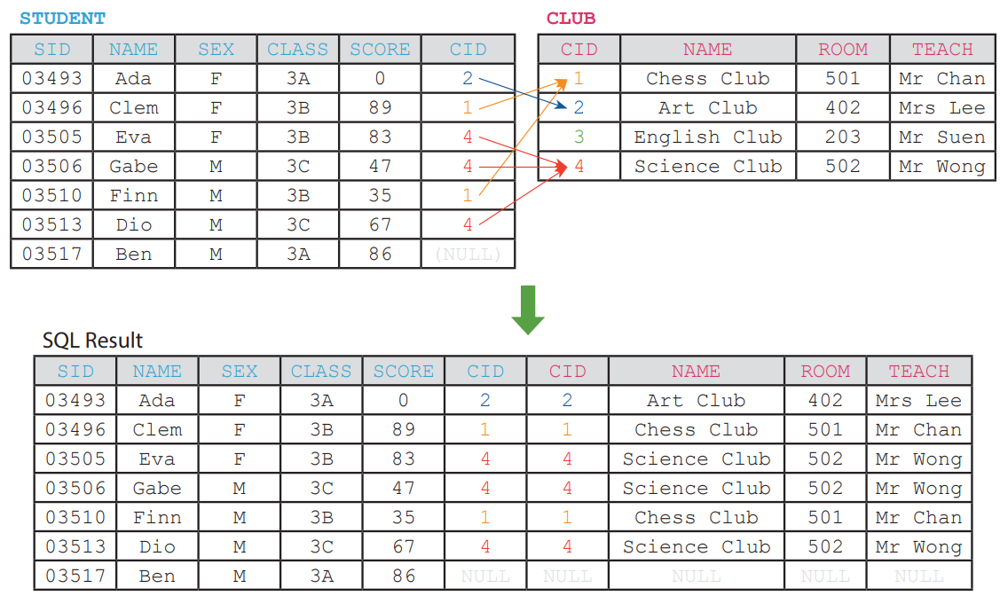 STUDENT CLUB
SID NAME SEX CLASS SCORE CID CID NAME ROOM TEACH
03493 Ada F 3A 0 2 1 Chess Club 501 Mr Chan
03496 Clem F 3B 89 1 2 Art Club 402 Mrs Lee
03505 Eva F 3B 83 4 3 English Club 203 Mr Suen
03506 Gabe M 3C 47 4 4 Science Club 502 Mr Wong
03510 Finn M 3B 35 1
03513 Dio M 3C 67 4
03517 Ben M 3A 86 (NULL)
SQL Result
SID NAME SEX CLASS SCORE CID CID NAME ROOM TEACH
03493 Ada F 3A 0 2 2 Art Club 402 Mrs Lee
03496 Clem F 3B 89 1 1 Chess Club 501 Mr Chan
03505 Eva F 3B 83 4 4 Science Club 502 Mr Wong
03506 Gabe M 3C 47 4 4 Science Club 502 Mr Wong
03510 Finn M 3B 35 1 1 Chess Club 501 Mr Chan
03513 Dio M 3C 67 4 4 Science Club 502 Mr Wong
03517 Ben M 3A 86 NULL NULL NULL NULL NULL